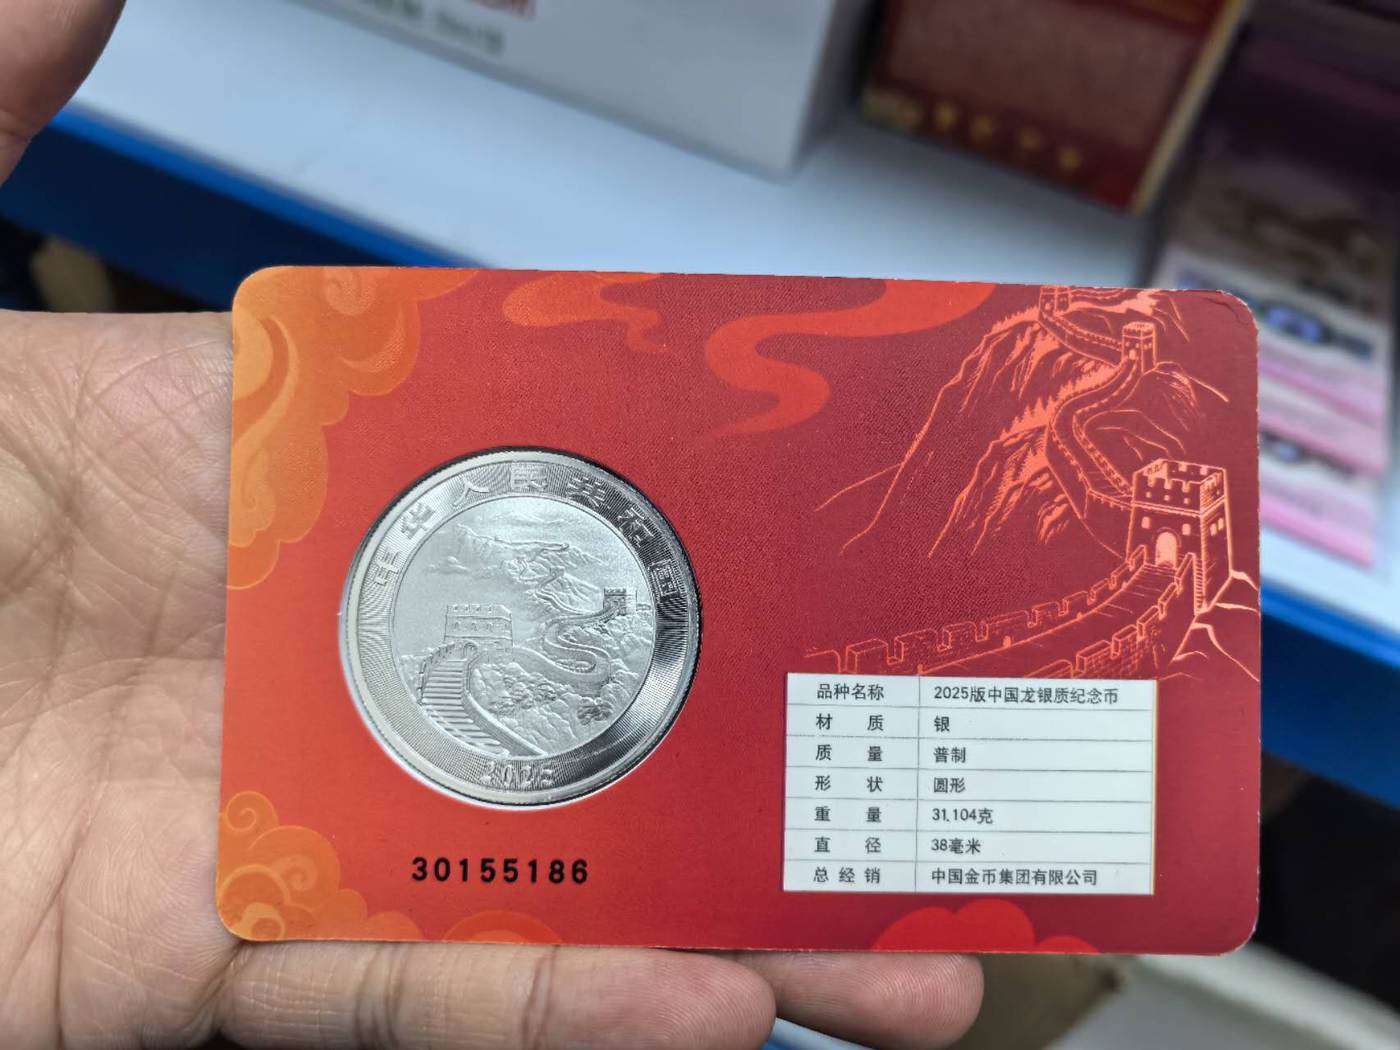 中华人民共和国
2025
30155186
品种名称 2025版中国龙银质纪念币
材 质 银
质 量 普制
形 状 圆形
重 量 31.104克
直 径 38毫米
总 经 销 中国金币集团有限公司